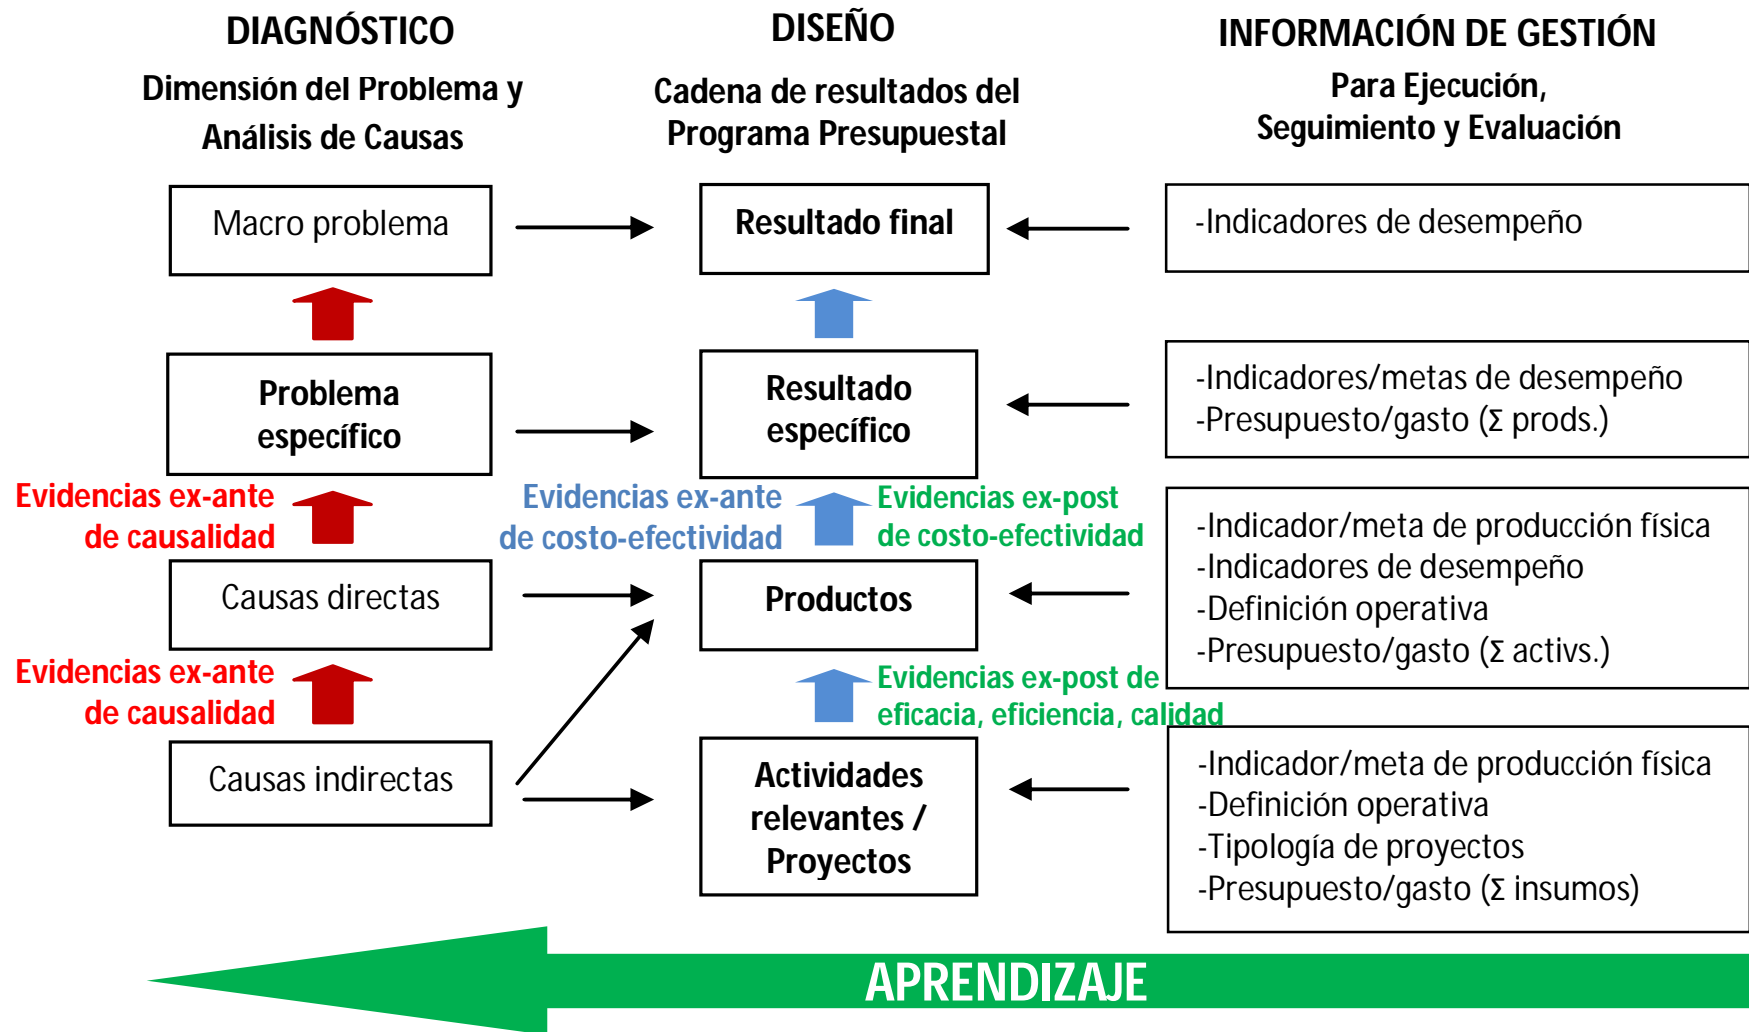 DIAGNÓSTICO
Dimensión del Problema y
Análisis de Causas
DISEÑO
Cadena de resultados del
Programa Presupuestal
INFORMACIÓN DE GESTIÓN
Para Ejecución,
Seguimiento y Evaluación
Macro problema
Resultado final
-Indicadores de desempeño
Problema
específico
Resultado
específico
-Indicadores/metas de desempeño
-Presupuesto/gasto (Σ prods.)
Evidencias ex-ante
de causalidad
Evidencias ex-ante
de costo-efectividad
Evidencias ex-post
de costo-efectividad
Causas directas
Productos
-Indicador/meta de producción física
-Indicadores de desempeño
-Definición operativa
-Presupuesto/gasto (Σ activs.)
Evidencias ex-ante
de causalidad
Evidencias ex-post de
eficacia, eficiencia, calidad
Causas indirectas
Actividades
relevantes /
Proyectos
-Indicador/meta de producción física
-Definición operativa
-Tipología de proyectos
-Presupuesto/gasto (Σ insumos)
APRENDIZAJE